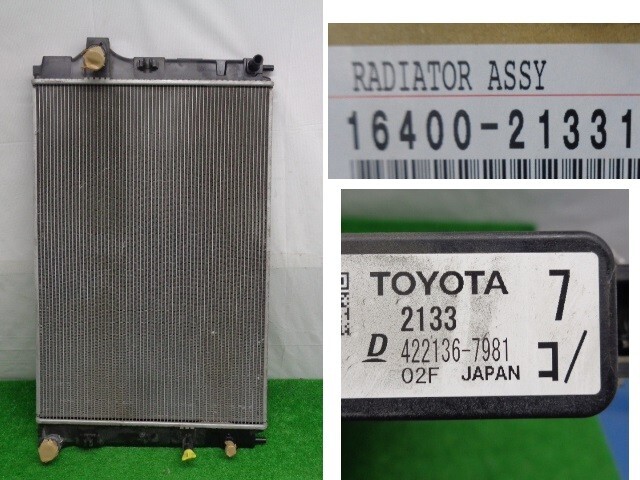 RADIATOR ASSY
16400-21331
TOYOTA 7
2133
D 422136-7981
コ/
02F JAPAN